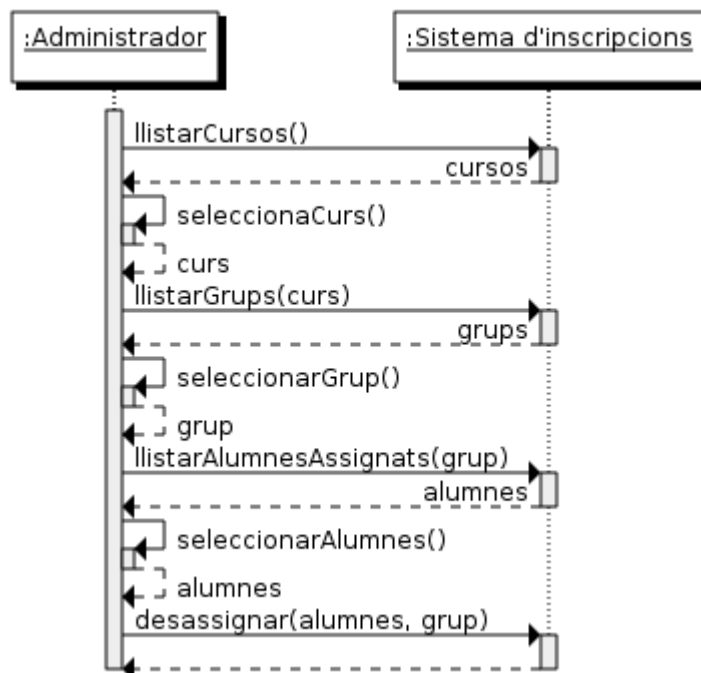 :Administrador
:Sistema d'inscripcions
llistarCursos()
cursos
seleccionaCurs()
curs
llistarGrups(curs)
grups
seleccionarGrup()
grup
llistarAlumnesAssignats(grup)
alumnes
seleccionarAlumnes()
alumnes
desassignar(alumnes, grup)